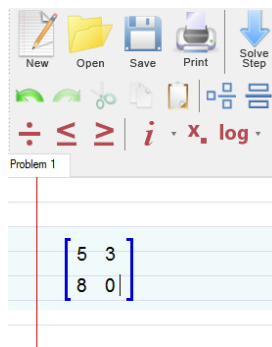 New Open Save Print Solve Step
÷ ≤ ≥ i x. log
Problem 1
5 3
8 0